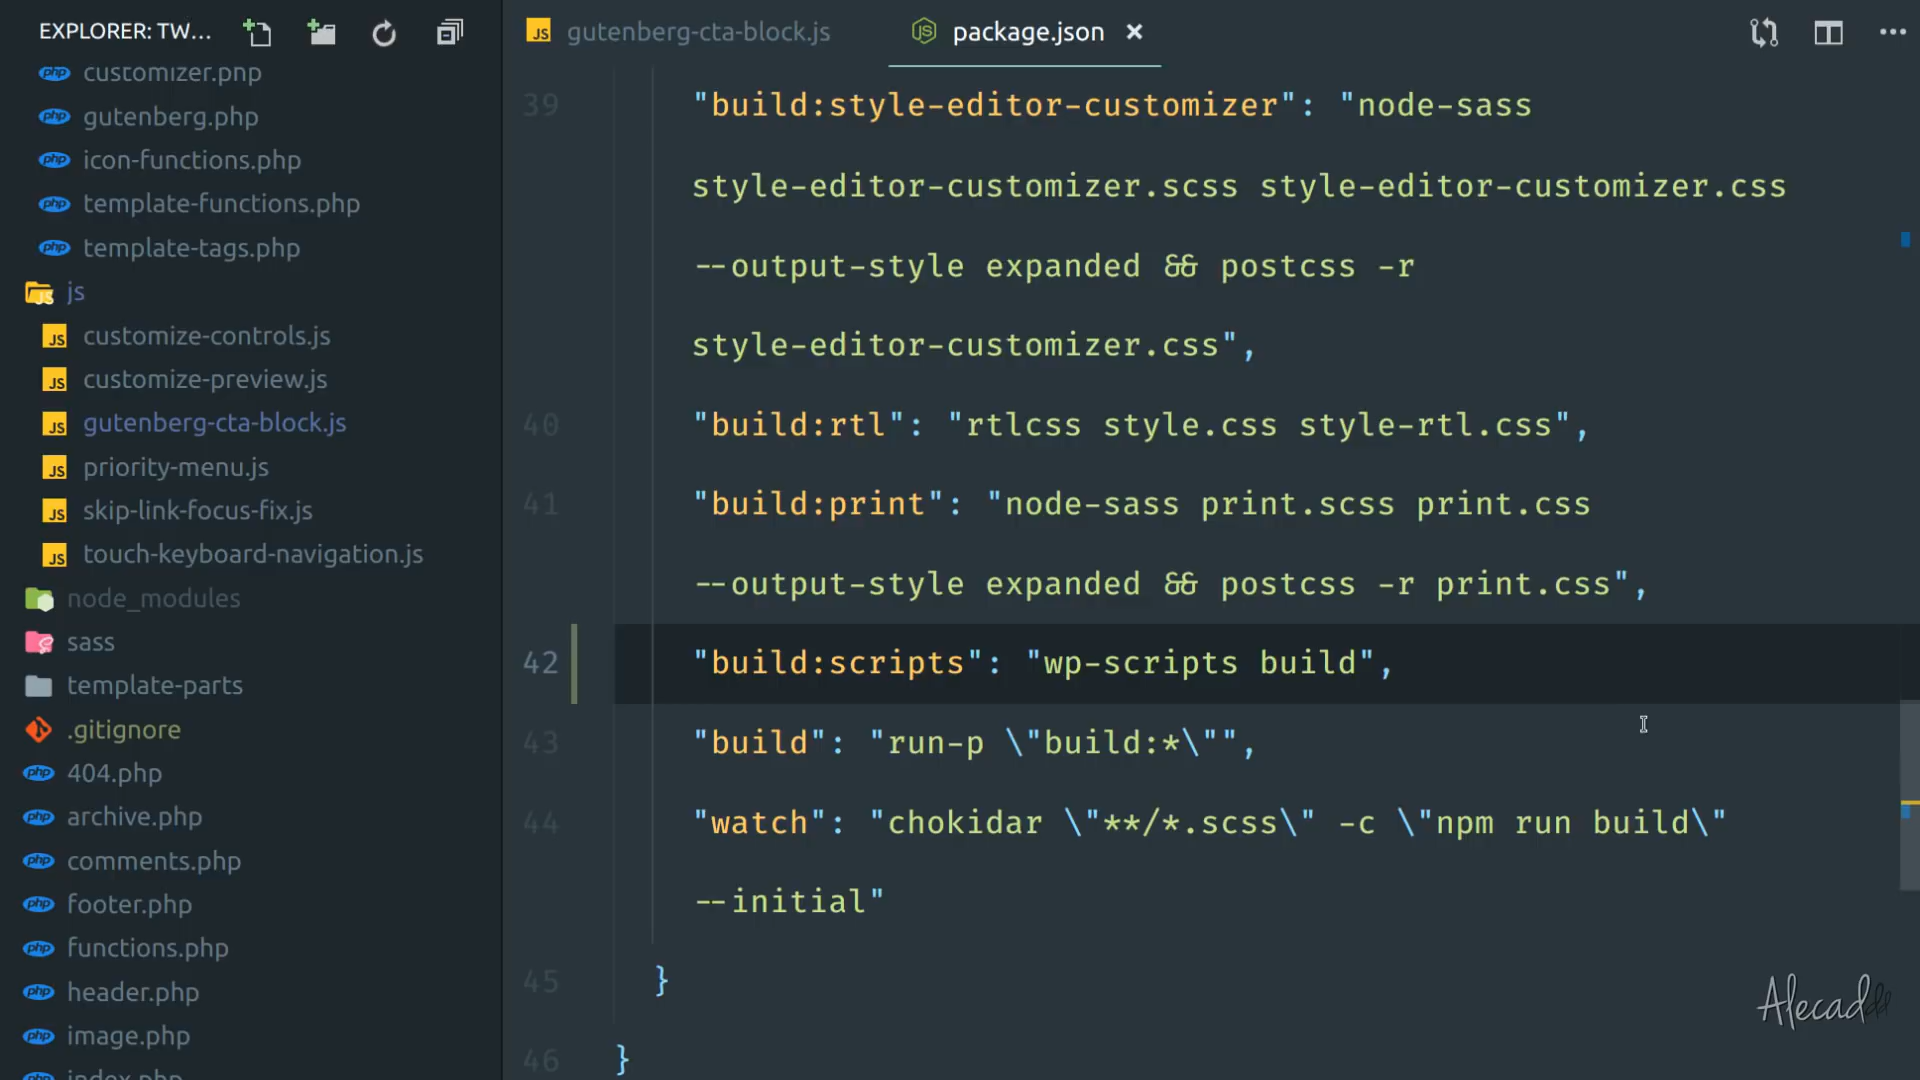 EXPLORER: TW...
customizer.php
gutenberg.php
icon-functions.php
template-functions.php
template-tags.php
js
customize-controls.js
customize-preview.js
gutenberg-cta-block.js
priority-menu.js
skip-link-focus-fix.js
touch-keyboard-navigation.js
node_modules
sass
template-parts
.gitignore
404.php
archive.php
comments.php
footer.php
functions.php
header.php
image.php
index.php
gutenberg-cta-block.js
package.json
39 "build:style-editor-customizer": "node-sass
style-editor-customizer.scss style-editor-customizer.css
--output-style expanded && postcss -r
style-editor-customizer.css",
40 "build:rtl": "rtlcss style.css style-rtl.css",
41 "build:print": "node-sass print.scss print.css
--output-style expanded && postcss -r print.css",
42 "build:scripts": "wp-scripts build",
43 "build": "run-p \"build:*\"",
44 "watch": "chokidar \"**/*.scss\" -c \"npm run build\"
--initial"
45 }
46 }
Alecaddd